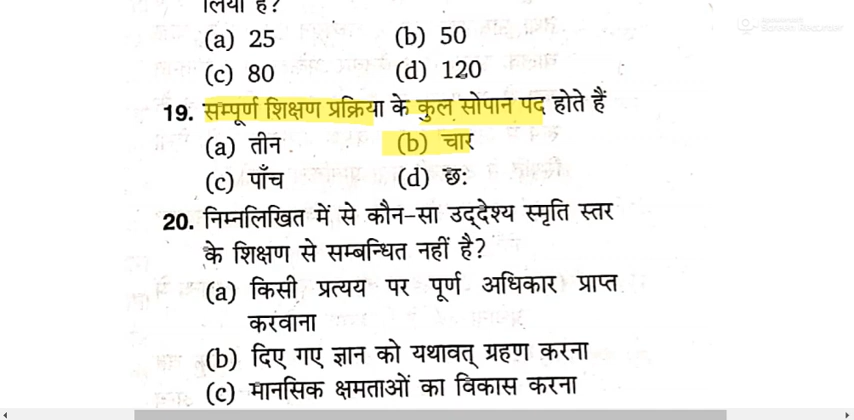 लिया है?
(a) 25 (b) 50
(c) 80 (d) 120
19. सम्पूर्ण शिक्षण प्रक्रिया के कुल सोपान पद होते हैं
(a) तीन (b) चार
(c) पाँच (d) छः
20. निम्नलिखित में से कौन-सा उद्देश्य स्मृति स्तर
के शिक्षण से सम्बन्धित नहीं है?
(a) किसी प्रत्यय पर पूर्ण अधिकार प्राप्त
करवाना
(b) दिए गए ज्ञान को यथावत् ग्रहण करना
(c) मानसिक क्षमताओं का विकास करना